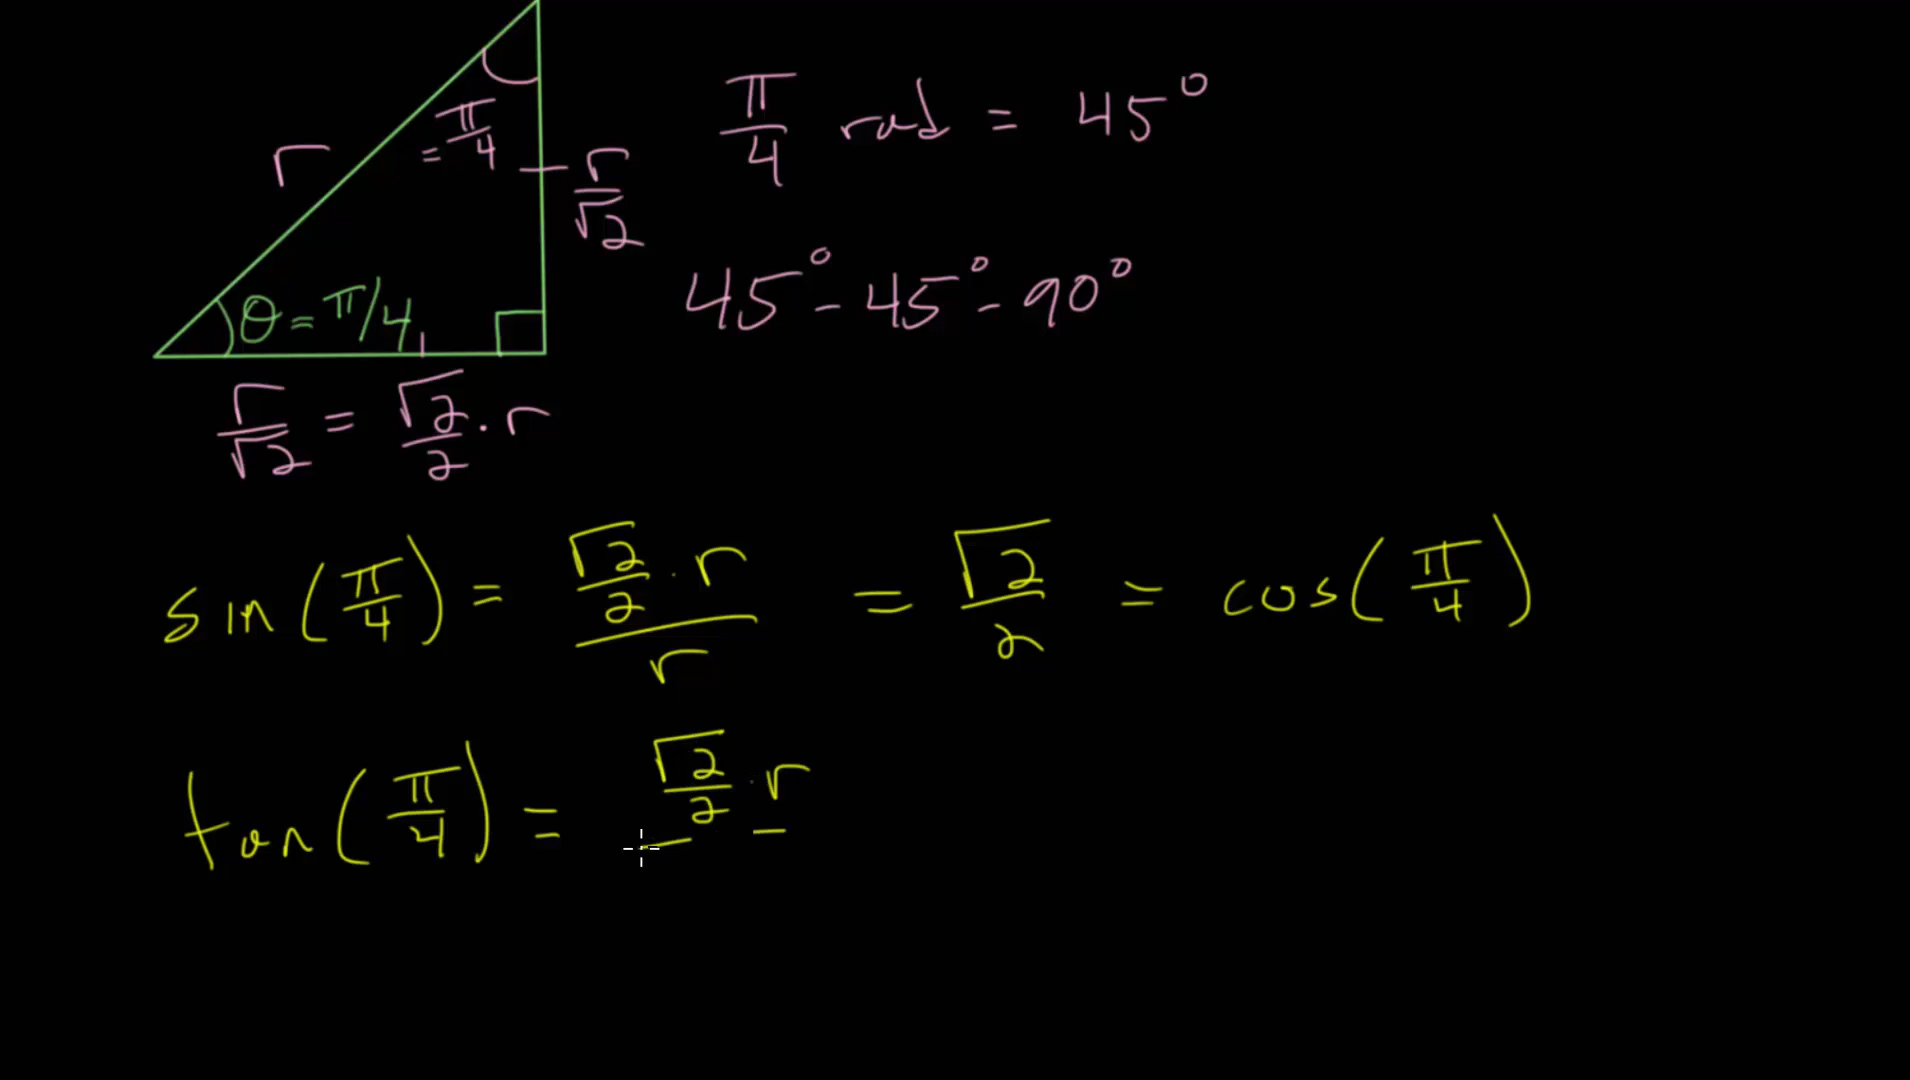 π/4 rad = 45°
r
= π/4
r/√2
45° - 45° - 90°
θ = π/4
r/√2 = √2/2 · r
sin(π/4) = (√2/2 · r)/r = √2/2 = cos(π/4)
tan(π/4) = √2/2 · r